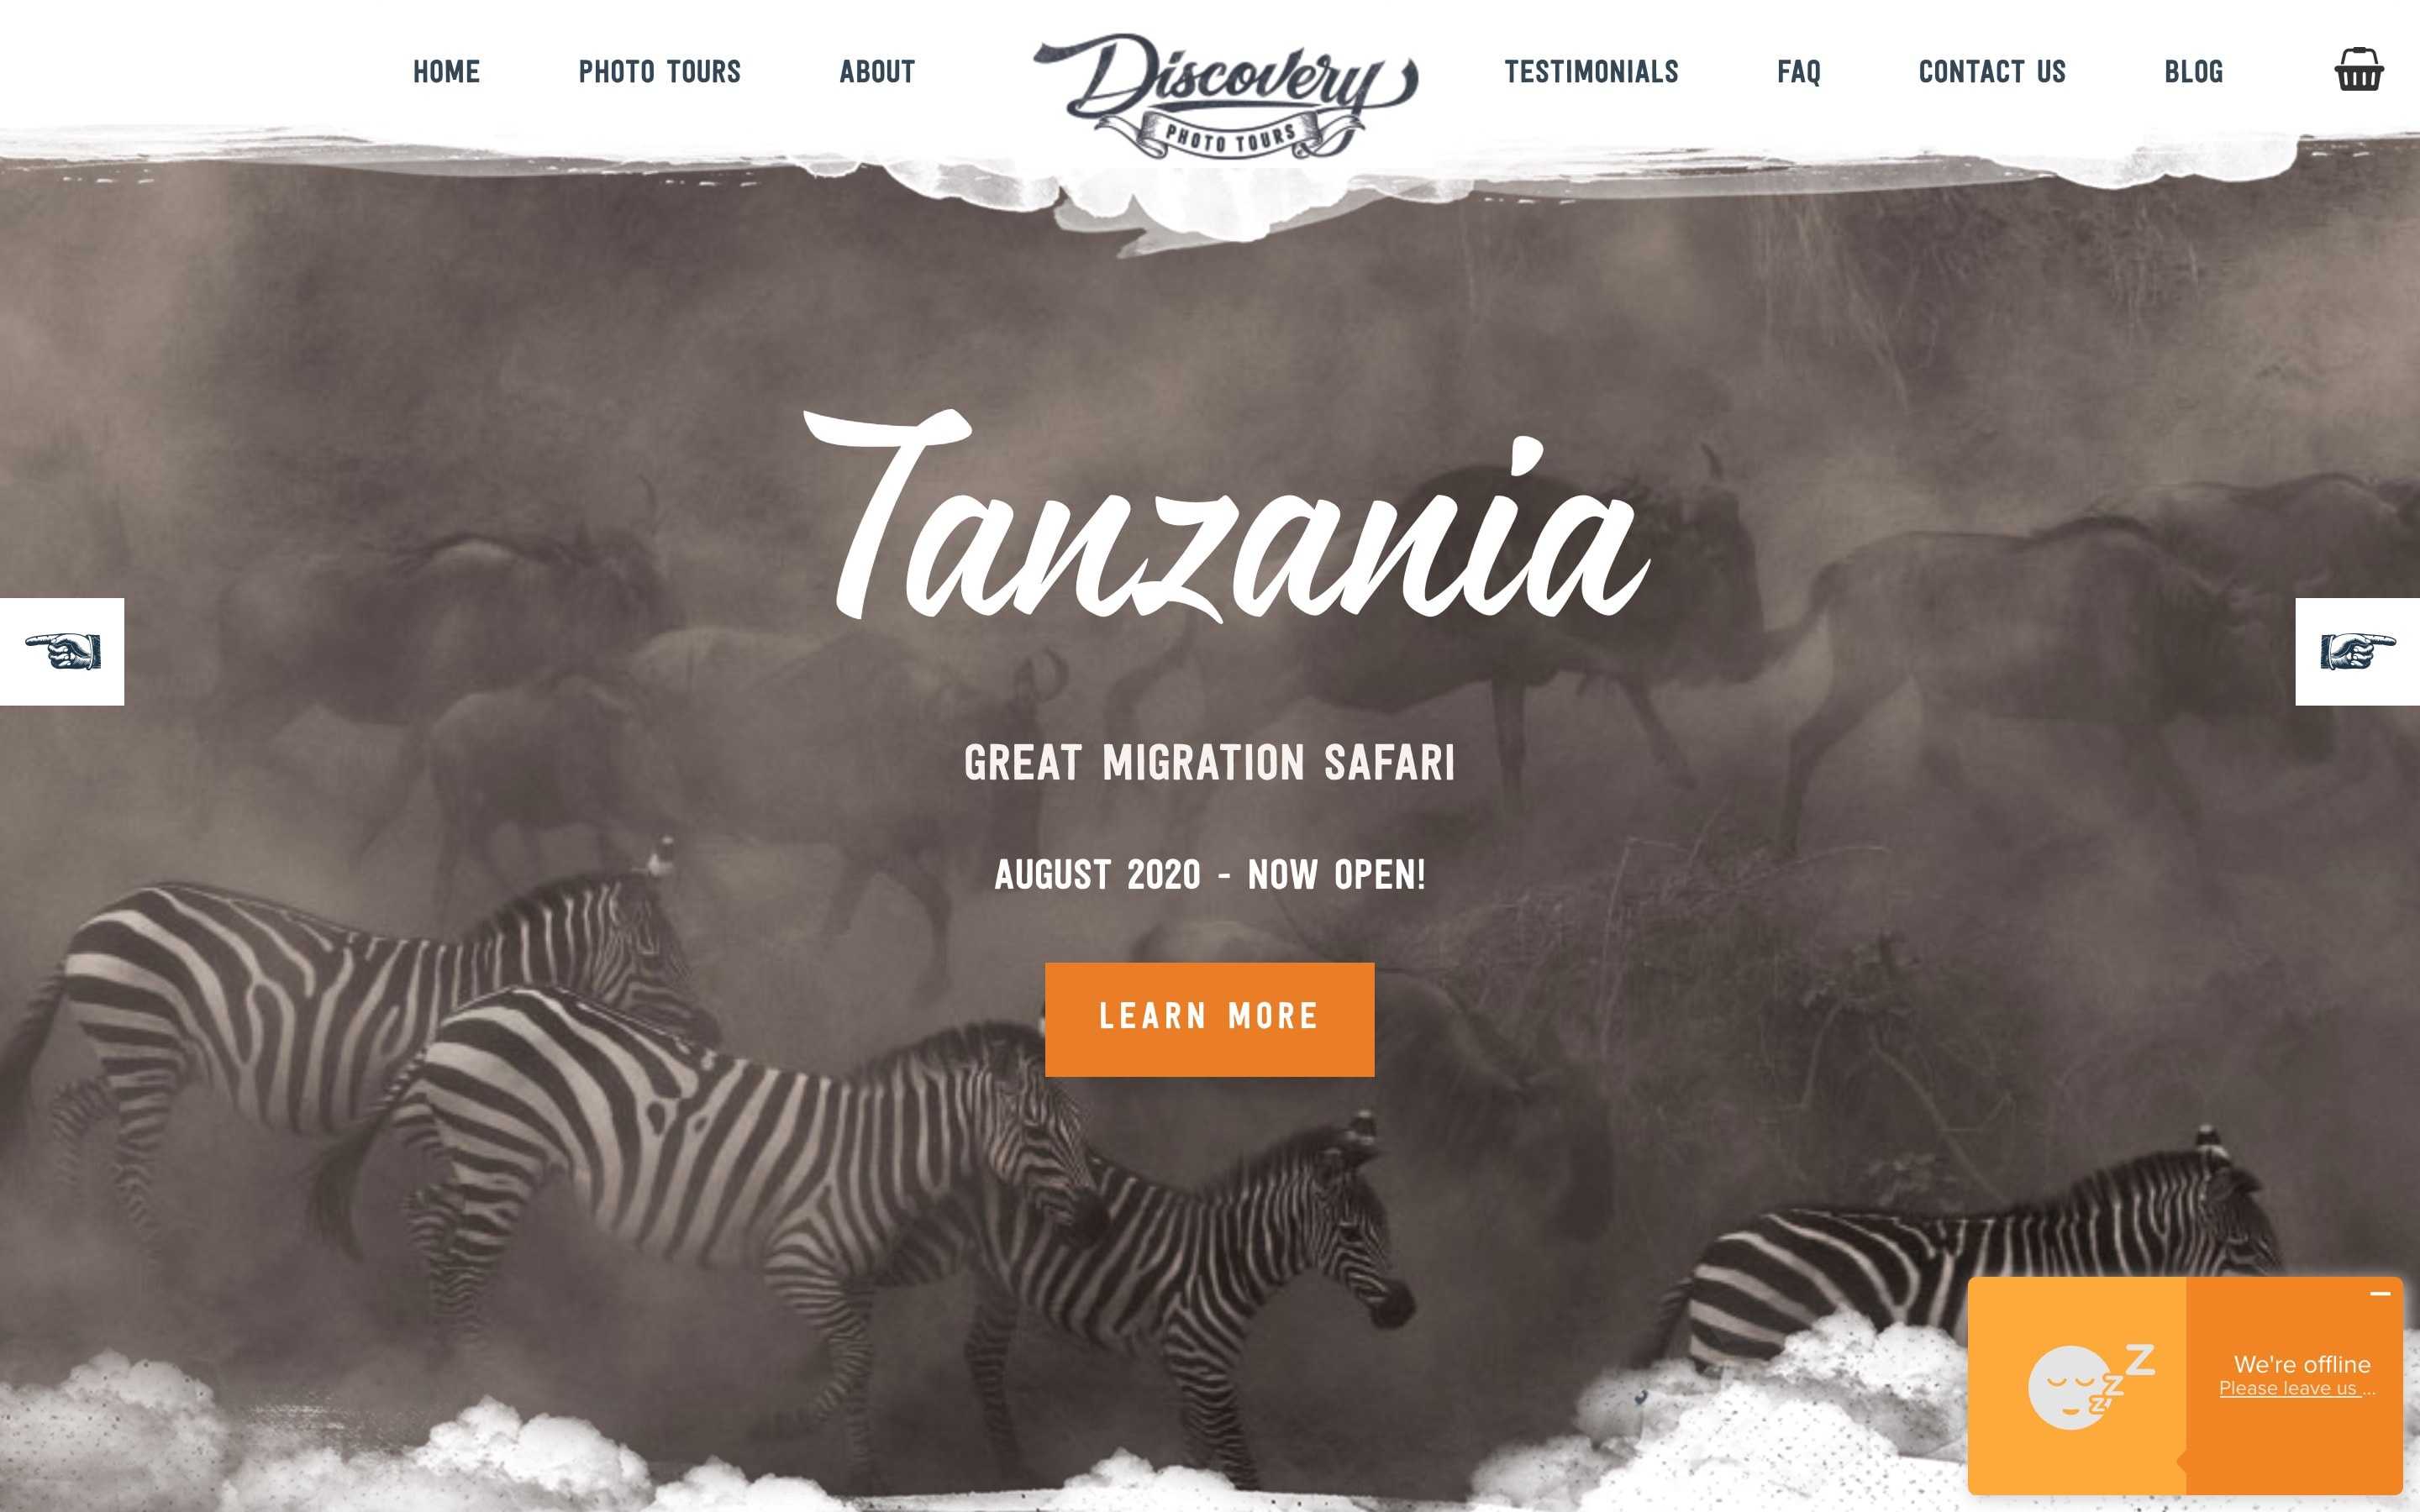 HOME PHOTO TOURS ABOUT
Discovery
PHOTO TOURS
TESTIMONIALS FAQ CONTACT US BLOG
Tanzania
GREAT MIGRATION SAFARI
AUGUST 2020 - NOW OPEN!
LEARN MORE
We're offline
Please leave us ...